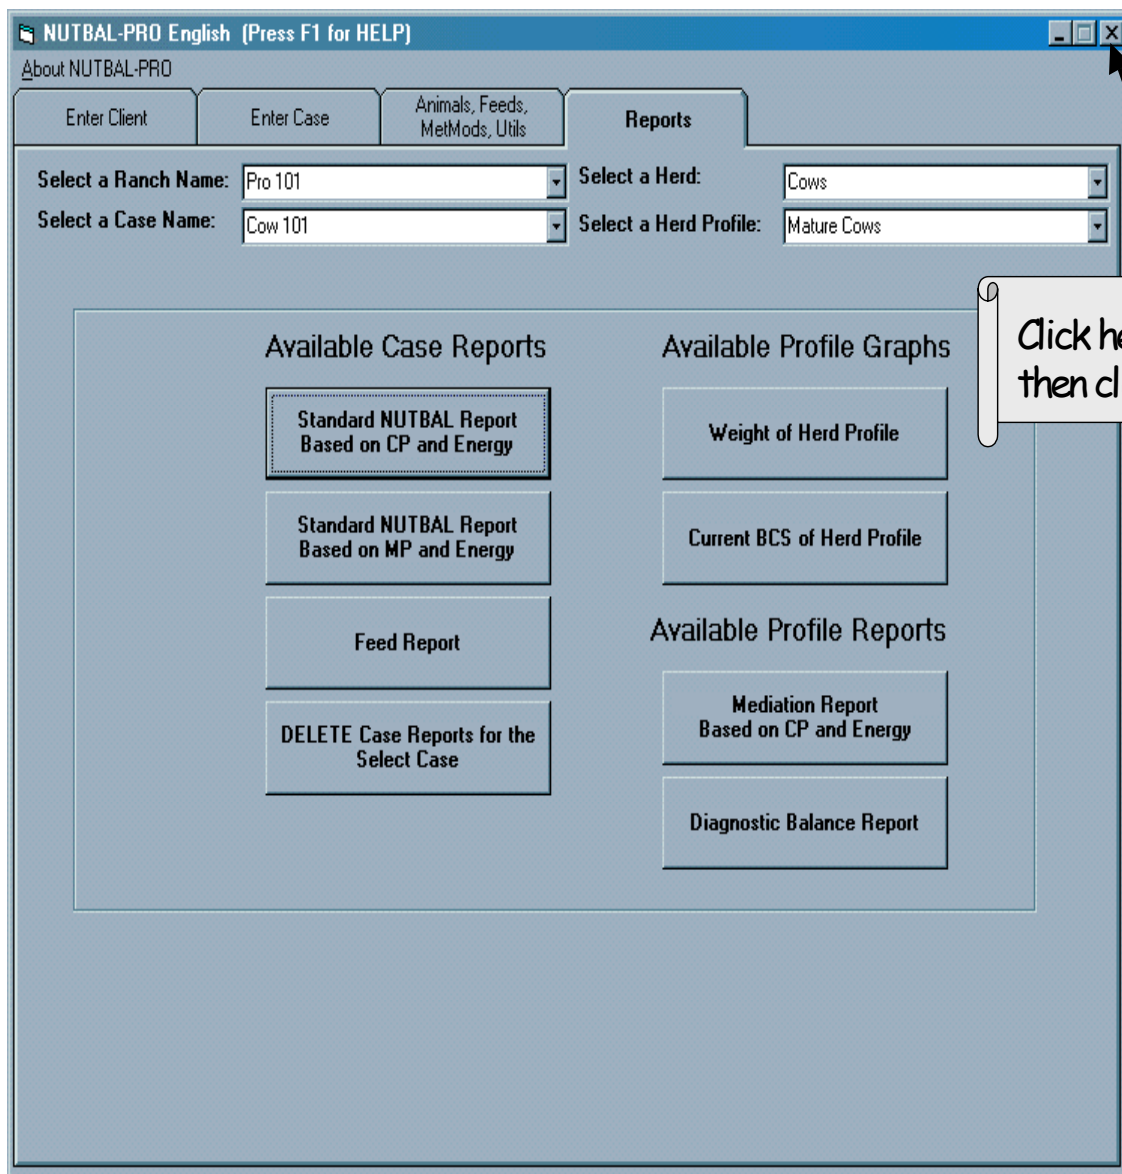 NUTBAL-PRO English (Press F1 for HELP)
About NUTBAL-PRO
Enter Client
Enter Case
Animals, Feeds,
MetMods, Utils
Reports
Select a Ranch Name:
Pro 101
Select a Herd:
Cows
Select a Case Name:
Cow 101
Select a Herd Profile:
Mature Cows
Available Case Reports
Standard NUTBAL Report
Based on CP and Energy
Standard NUTBAL Report
Based on MP and Energy
Feed Report
DELETE Case Reports for the
Select Case
Available Profile Graphs
Weight of Herd Profile
Current BCS of Herd Profile
Available Profile Reports
Mediation Report
Based on CP and Energy
Diagnostic Balance Report
Click
then